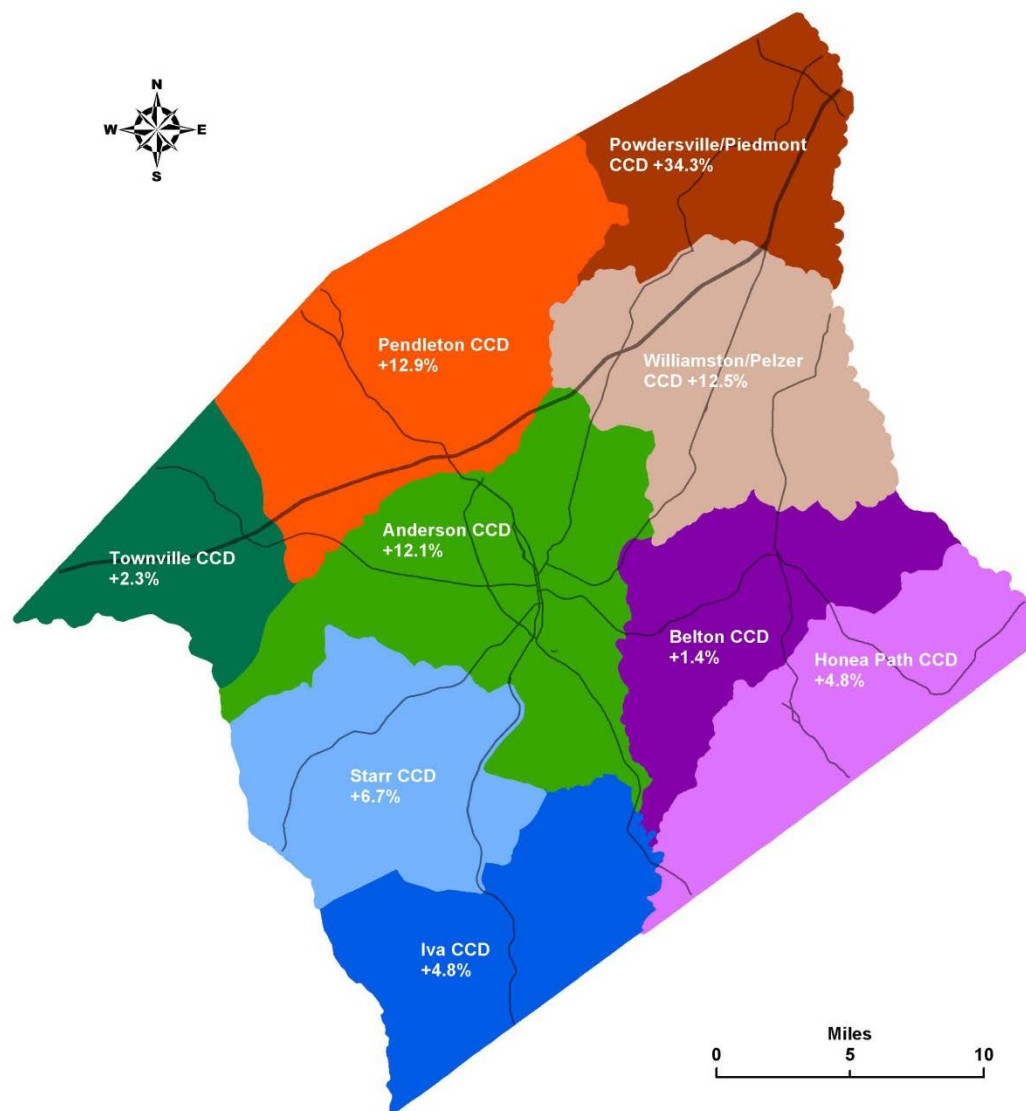 N
W E
S
Powdersville/Piedmont
CCD +34.3%
Pendleton CCD
+12.9%
Williamston/Pelzer
CCD +12.5%
Anderson CCD
+12.1%
Townville CCD
+2.3%
Belton CCD
+1.4%
Honea Path CCD
+4.8%
Starr CCD
+6.7%
Iva CCD
+4.8%
Miles
0 5 10